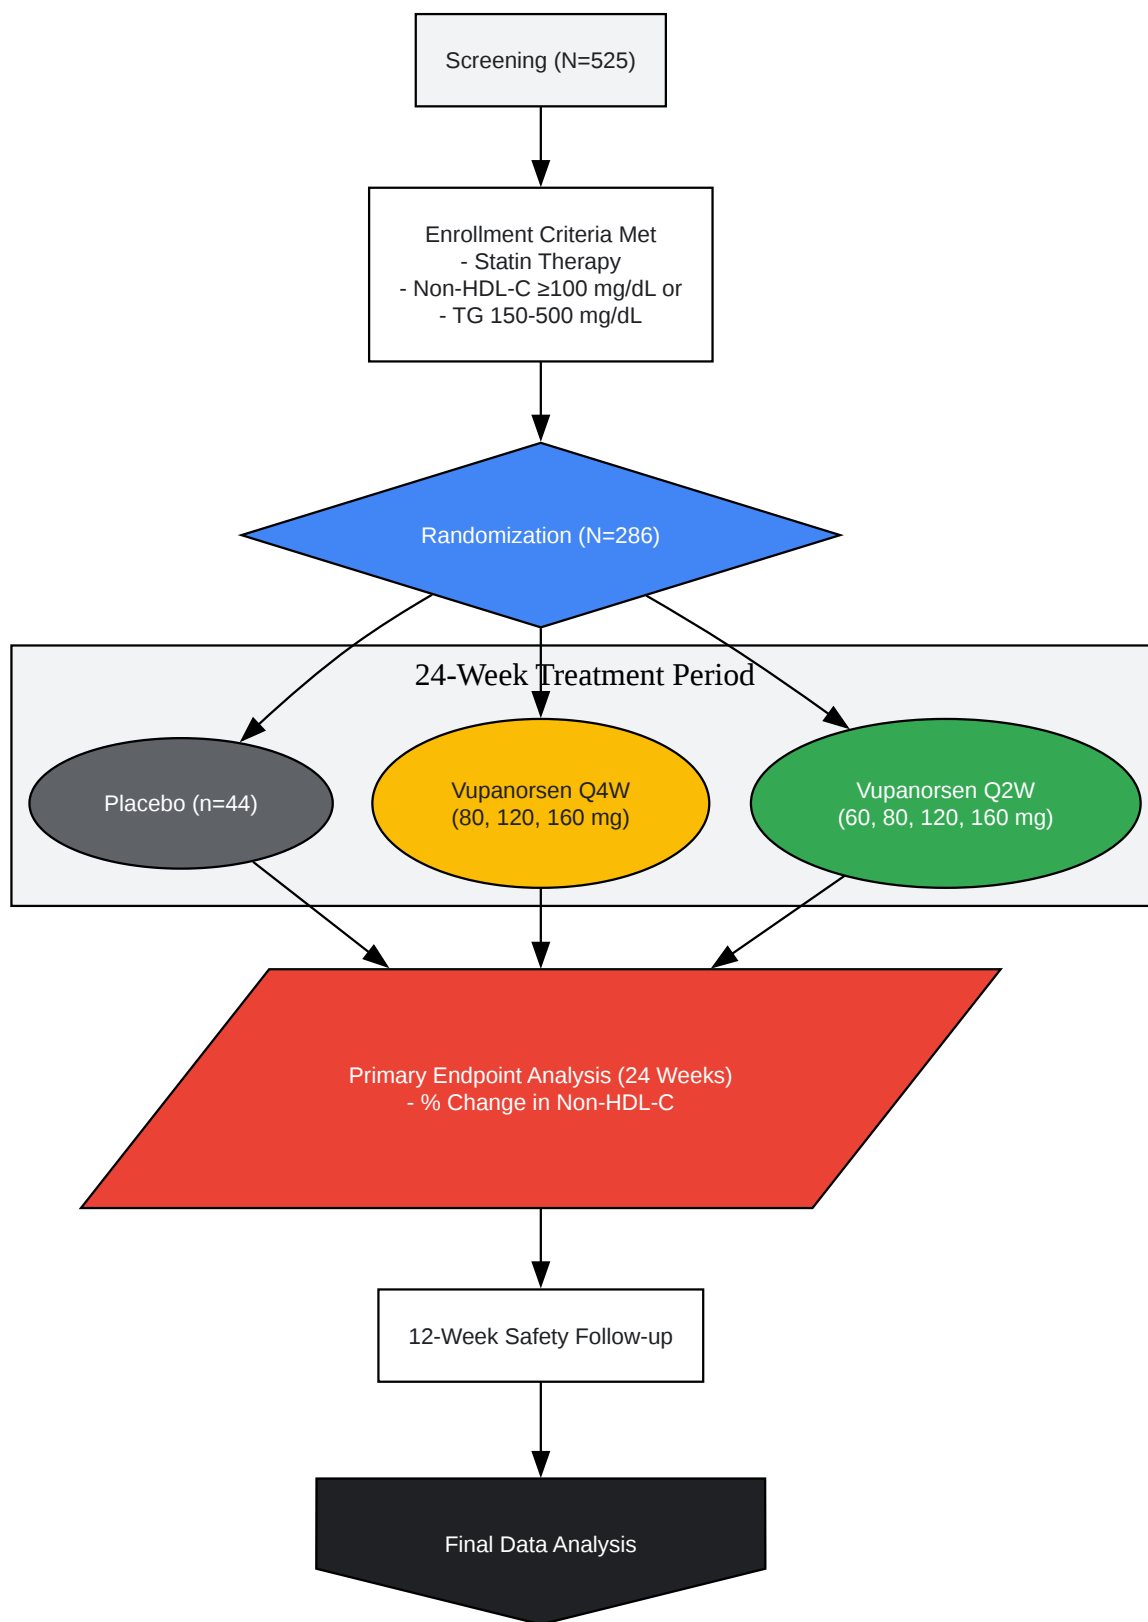 Screening (N=525)
Enrollment Criteria Met
- Statin Therapy
- Non-HDL-C ≥100 mg/dL or
- TG 150-500 mg/dL
Randomization (N=286)
24-Week Treatment Period
Placebo (n=44)
Vupanorsen Q4W
(80, 120, 160 mg)
Vupanorsen Q2W
(60, 80, 120, 160 mg)
Primary Endpoint Analysis (24 Weeks)
- % Change in Non-HDL-C
12-Week Safety Follow-up
Final Data Analysis